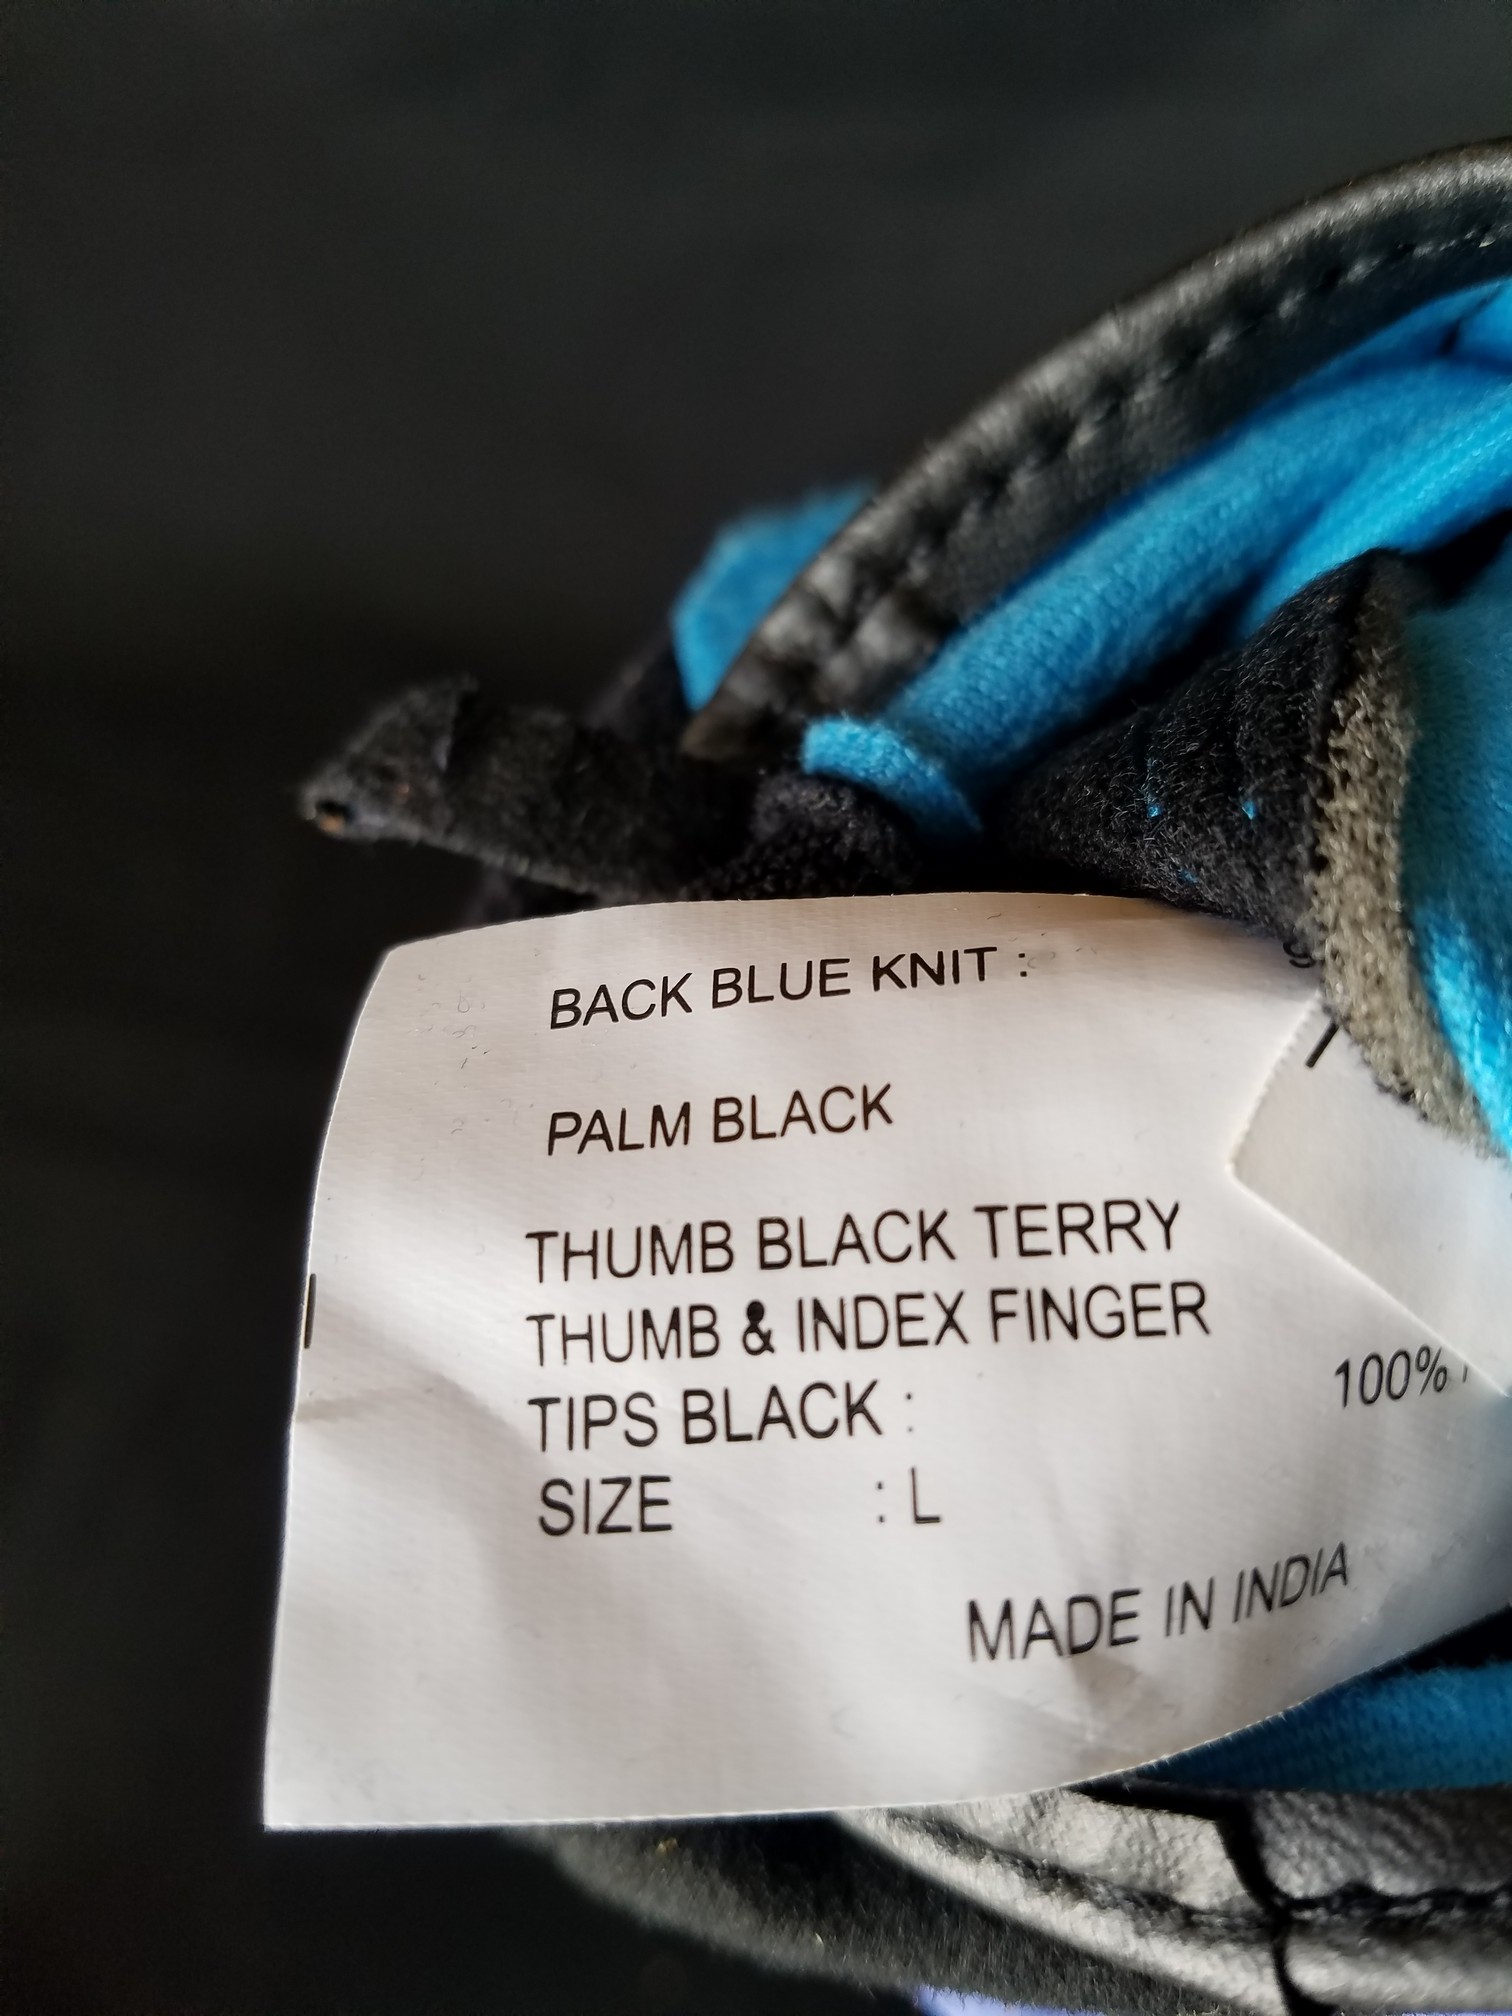 BACK BLUE KNIT :
PALM BLACK
THUMB BLACK TERRY
THUMB & INDEX FINGER
TIPS BLACK :
100%
SIZE : L
MADE IN INDIA